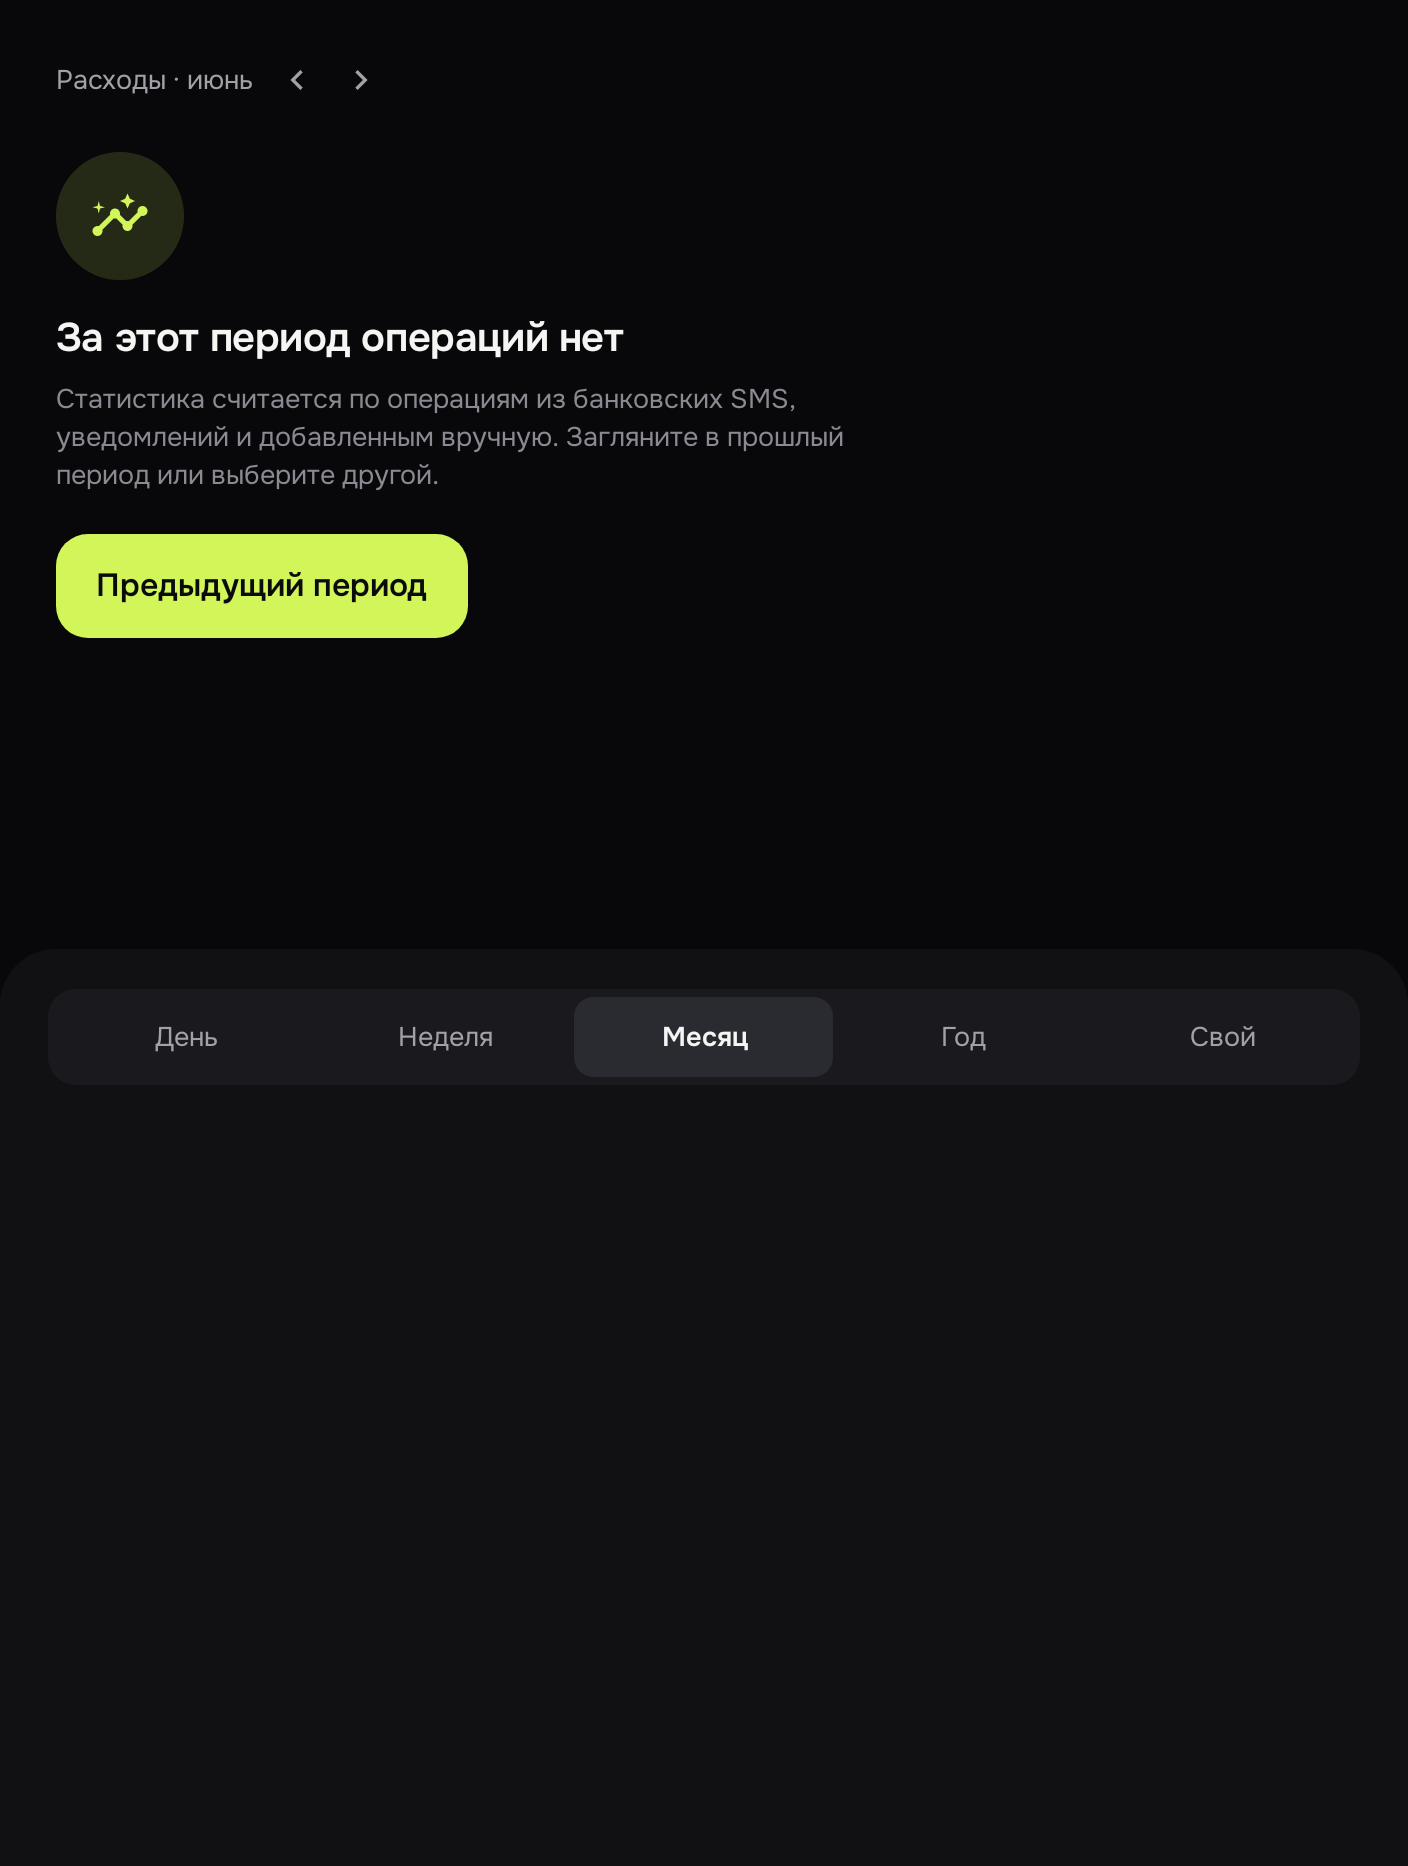 Расходы · июнь
За этот период операций нет
Статистика считается по операциям из банковских SMS,
уведомлений и добавленным вручную. Загляните в прошлый
период или выберите другой.
Предыдущий период
День Неделя Месяц Год Свой